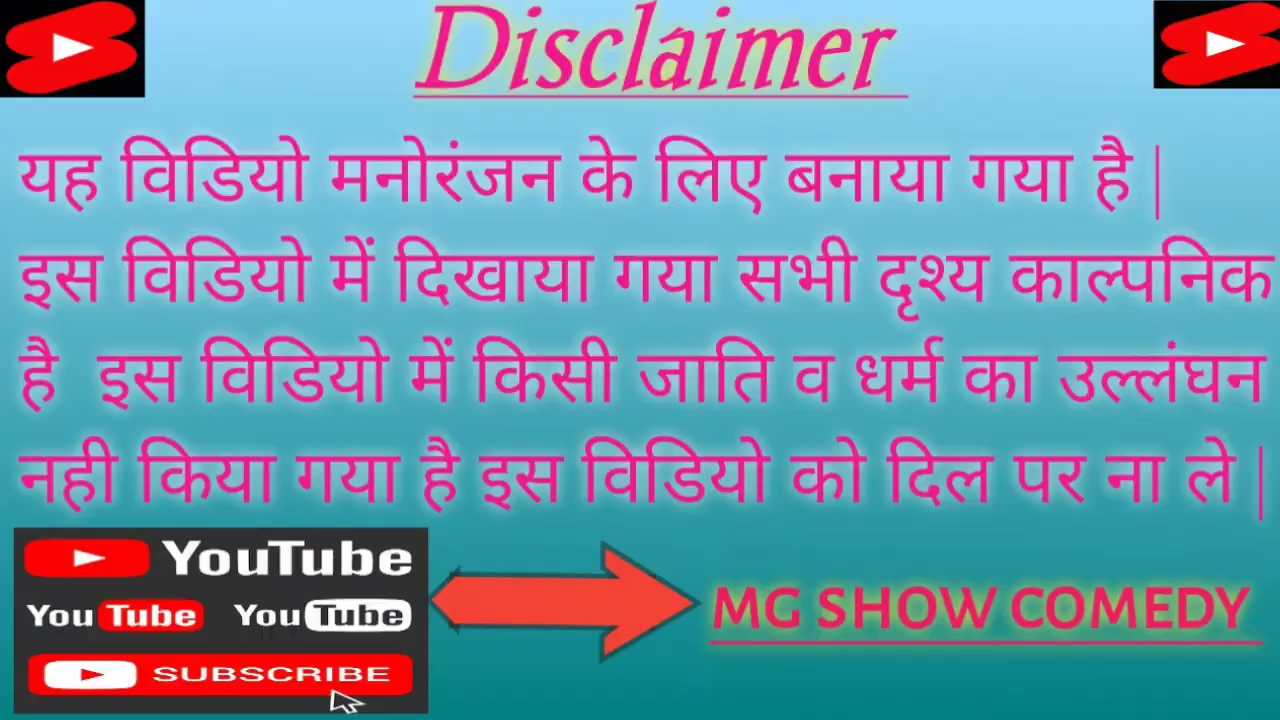 Disclaimer
यह विडियो मनोरंजन के लिए बनाया गया है |
इस विडियो में दिखाया गया सभी दृश्य काल्पनिक
है इस विडियो में किसी जाति व धर्म का उल्लंघन
नही किया गया है इस विडियो को दिल पर ना ले |
YouTube
YouTube YouTube
SUBSCRIBE
MG SHOW COMEDY